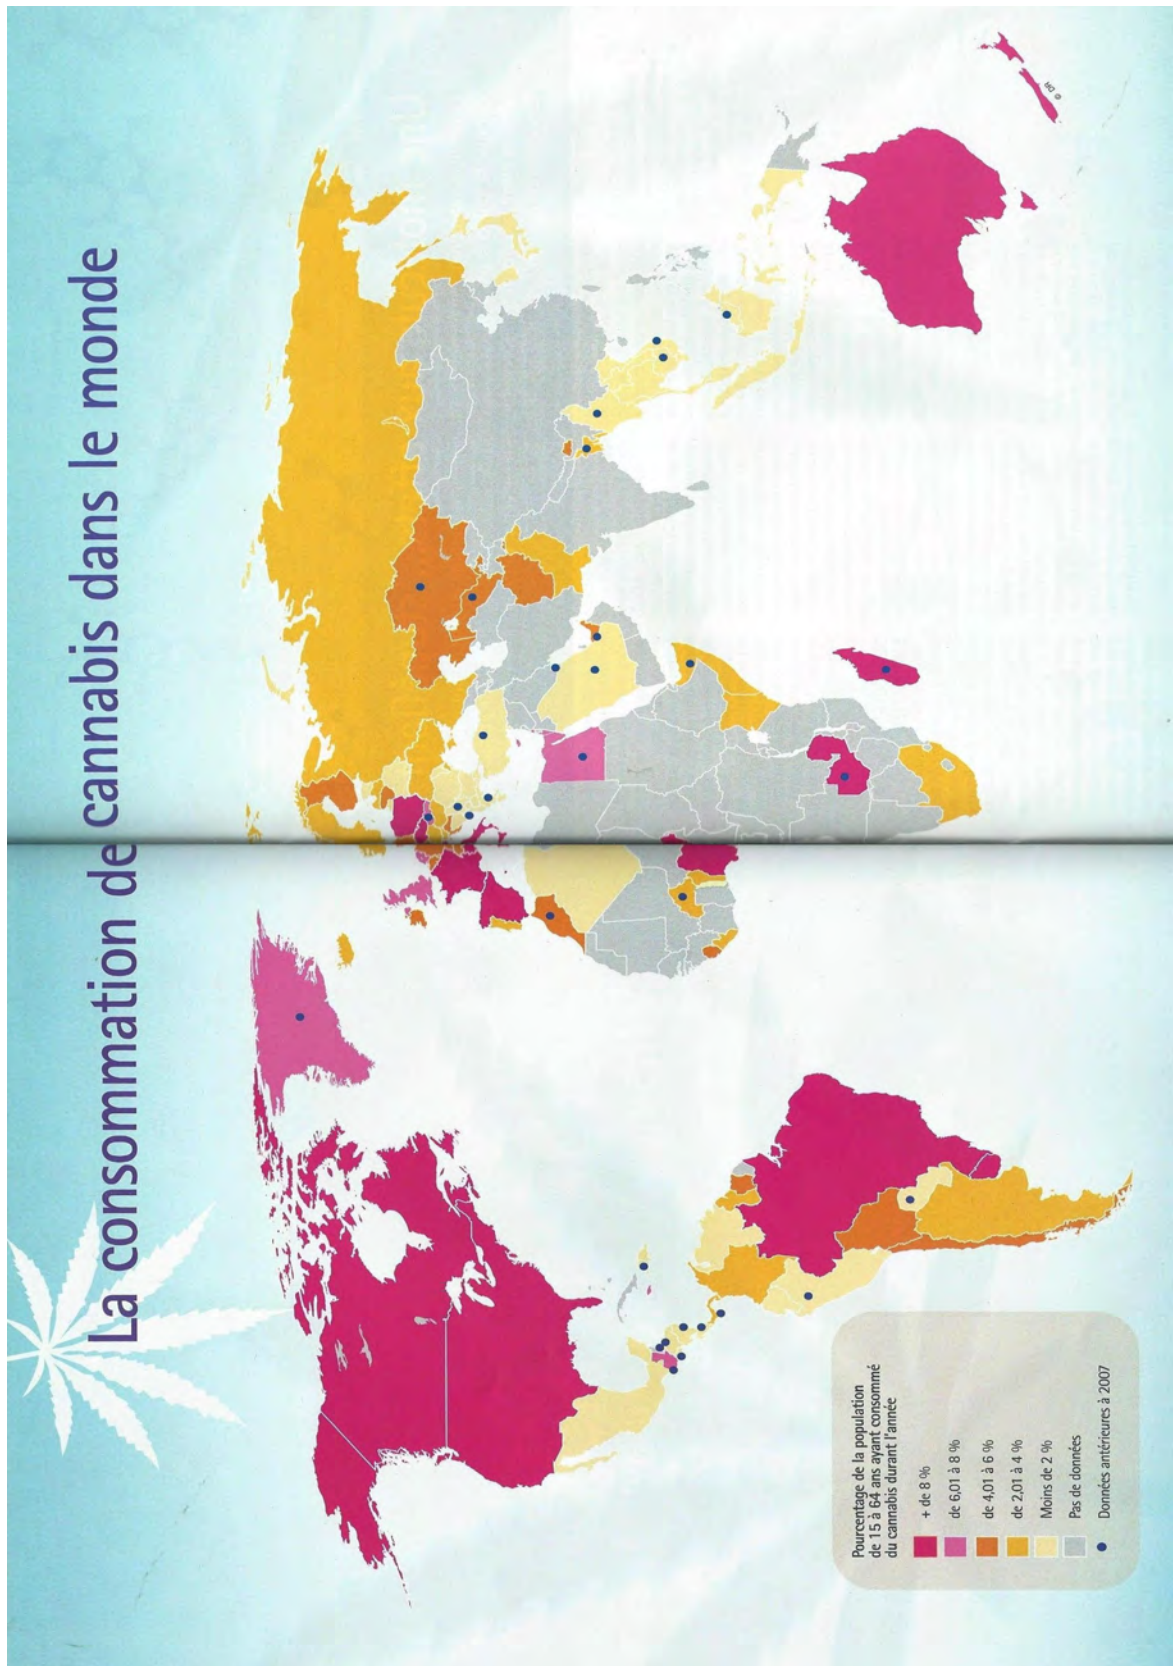 La consommation de cannabis dans le monde
© DR
Pourcentage de la population
de 15 à 64 ans ayant consommé
du cannabis durant l'année
+ de 8 %
de 6,01 à 8 %
de 4,01 à 6 %
de 2,01 à 4 %
Moins de 2 %
Pas de données
Données antérieures à 2007